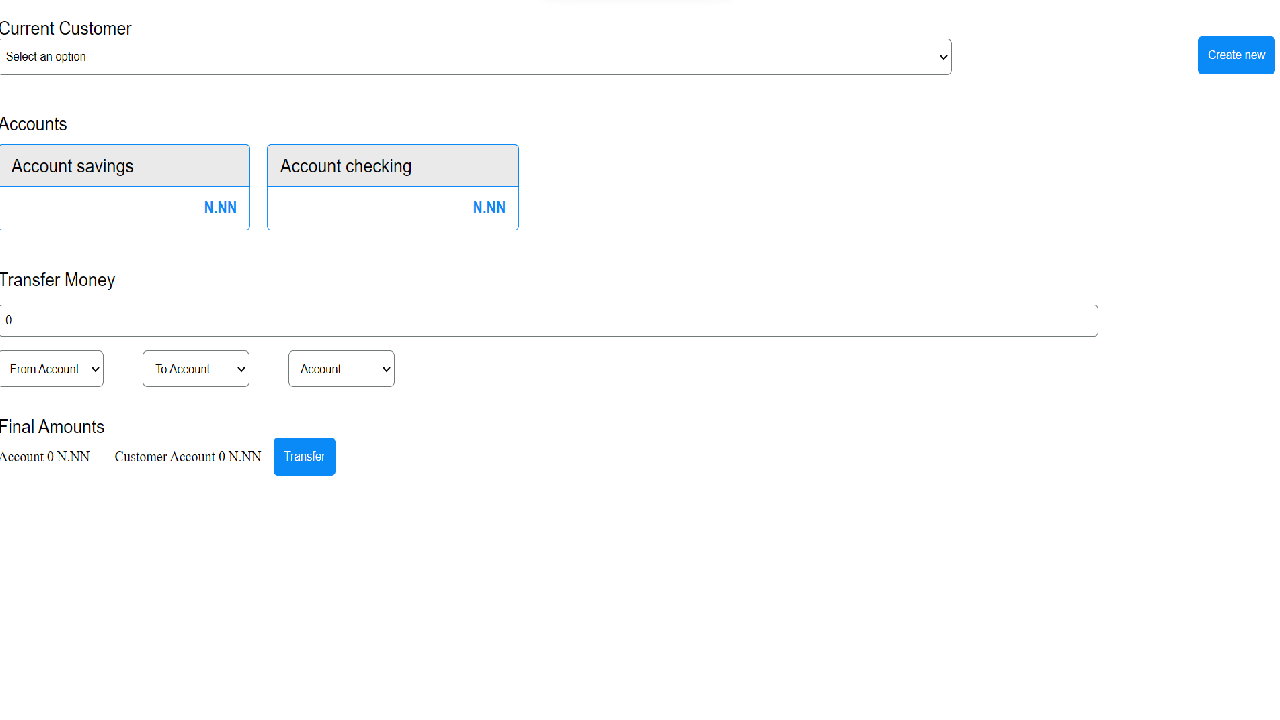 Current Customer
Select an option
Create new
Accounts
Account savings
Account checking
N.NN
N.NN
Transfer Money
0
From Account
To Account
Account
Final Amounts
Account 0 N.NN
Customer Account 0 N.NN
Transfer